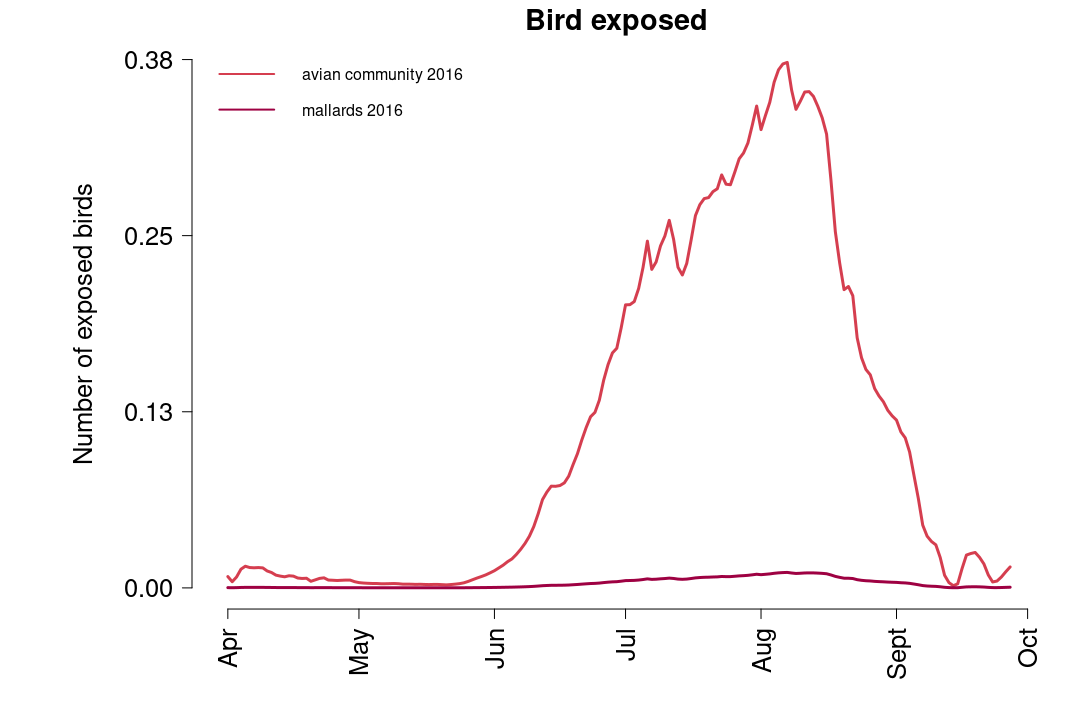 Bird exposed
avian community 2016
mallards 2016
Number of exposed birds
0.38
0.25
0.13
0.00
Apr
May
Jun
Jul
Aug
Sept
Oct